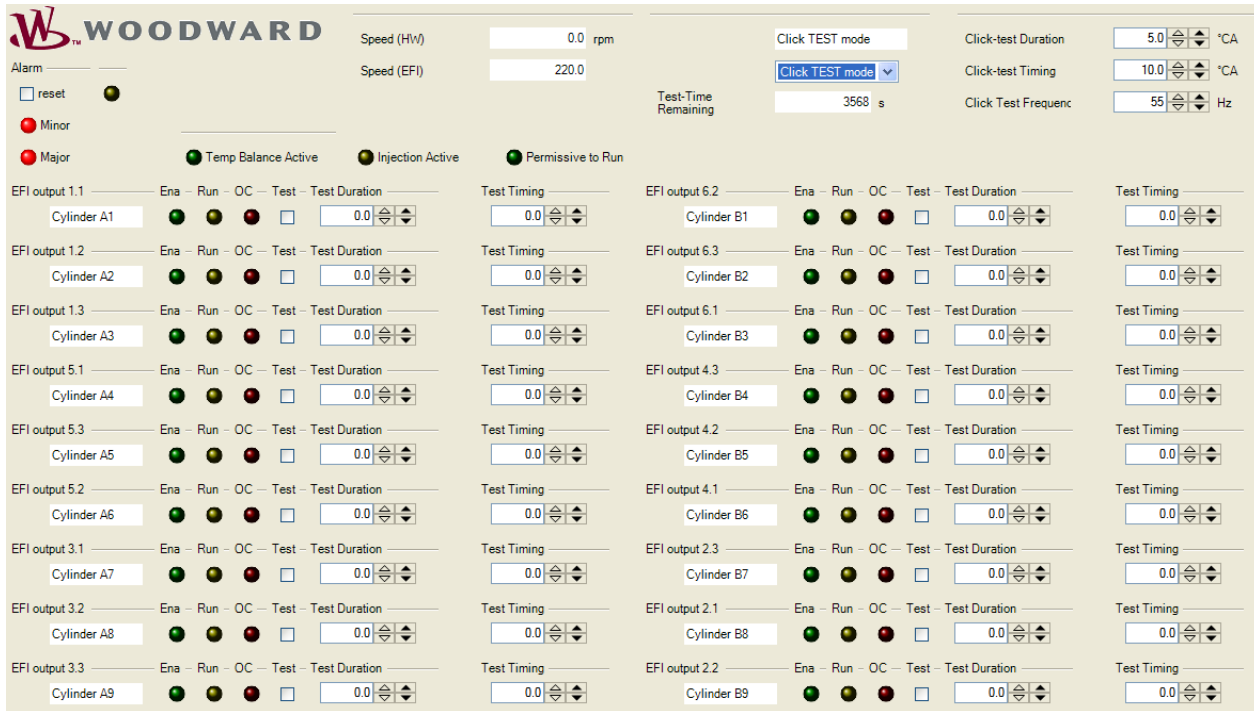 WOODWARD
TM
Speed (HW) 0.0 rpm
Click TEST mode
Click-test Duration 5.0 °CA
Alarm
Speed (EFI) 220.0
Click TEST mode
Click-test Timing 10.0 °CA
reset
Test-Time Remaining 3568 s
Click Test Frequenc 55 Hz
Minor
Major
Temp Balance Active Injection Active Permissive to Run
EFI output 1.1 Ena Run OC Test Test Duration Test Timing EFI output 6.2 Ena Run OC Test Test Duration Test Timing
Cylinder A1 0.0 0.0 Cylinder B1 0.0 0.0
EFI output 1.2 Ena Run OC Test Test Duration Test Timing EFI output 6.3 Ena Run OC Test Test Duration Test Timing
Cylinder A2 0.0 0.0 Cylinder B2 0.0 0.0
EFI output 1.3 Ena Run OC Test Test Duration Test Timing EFI output 6.1 Ena Run OC Test Test Duration Test Timing
Cylinder A3 0.0 0.0 Cylinder B3 0.0 0.0
EFI output 5.1 Ena Run OC Test Test Duration Test Timing EFI output 4.3 Ena Run OC Test Test Duration Test Timing
Cylinder A4 0.0 0.0 Cylinder B4 0.0 0.0
EFI output 5.3 Ena Run OC Test Test Duration Test Timing EFI output 4.2 Ena Run OC Test Test Duration Test Timing
Cylinder A5 0.0 0.0 Cylinder B5 0.0 0.0
EFI output 5.2 Ena Run OC Test Test Duration Test Timing EFI output 4.1 Ena Run OC Test Test Duration Test Timing
Cylinder A6 0.0 0.0 Cylinder B6 0.0 0.0
EFI output 3.1 Ena Run OC Test Test Duration Test Timing EFI output 2.3 Ena Run OC Test Test Duration Test Timing
Cylinder A7 0.0 0.0 Cylinder B7 0.0 0.0
EFI output 3.2 Ena Run OC Test Test Duration Test Timing EFI output 2.1 Ena Run OC Test Test Duration Test Timing
Cylinder A8 0.0 0.0 Cylinder B8 0.0 0.0
EFI output 3.3 Ena Run OC Test Test Duration Test Timing EFI output 2.2 Ena Run OC Test Test Duration Test Timing
Cylinder A9 0.0 0.0 Cylinder B9 0.0 0.0